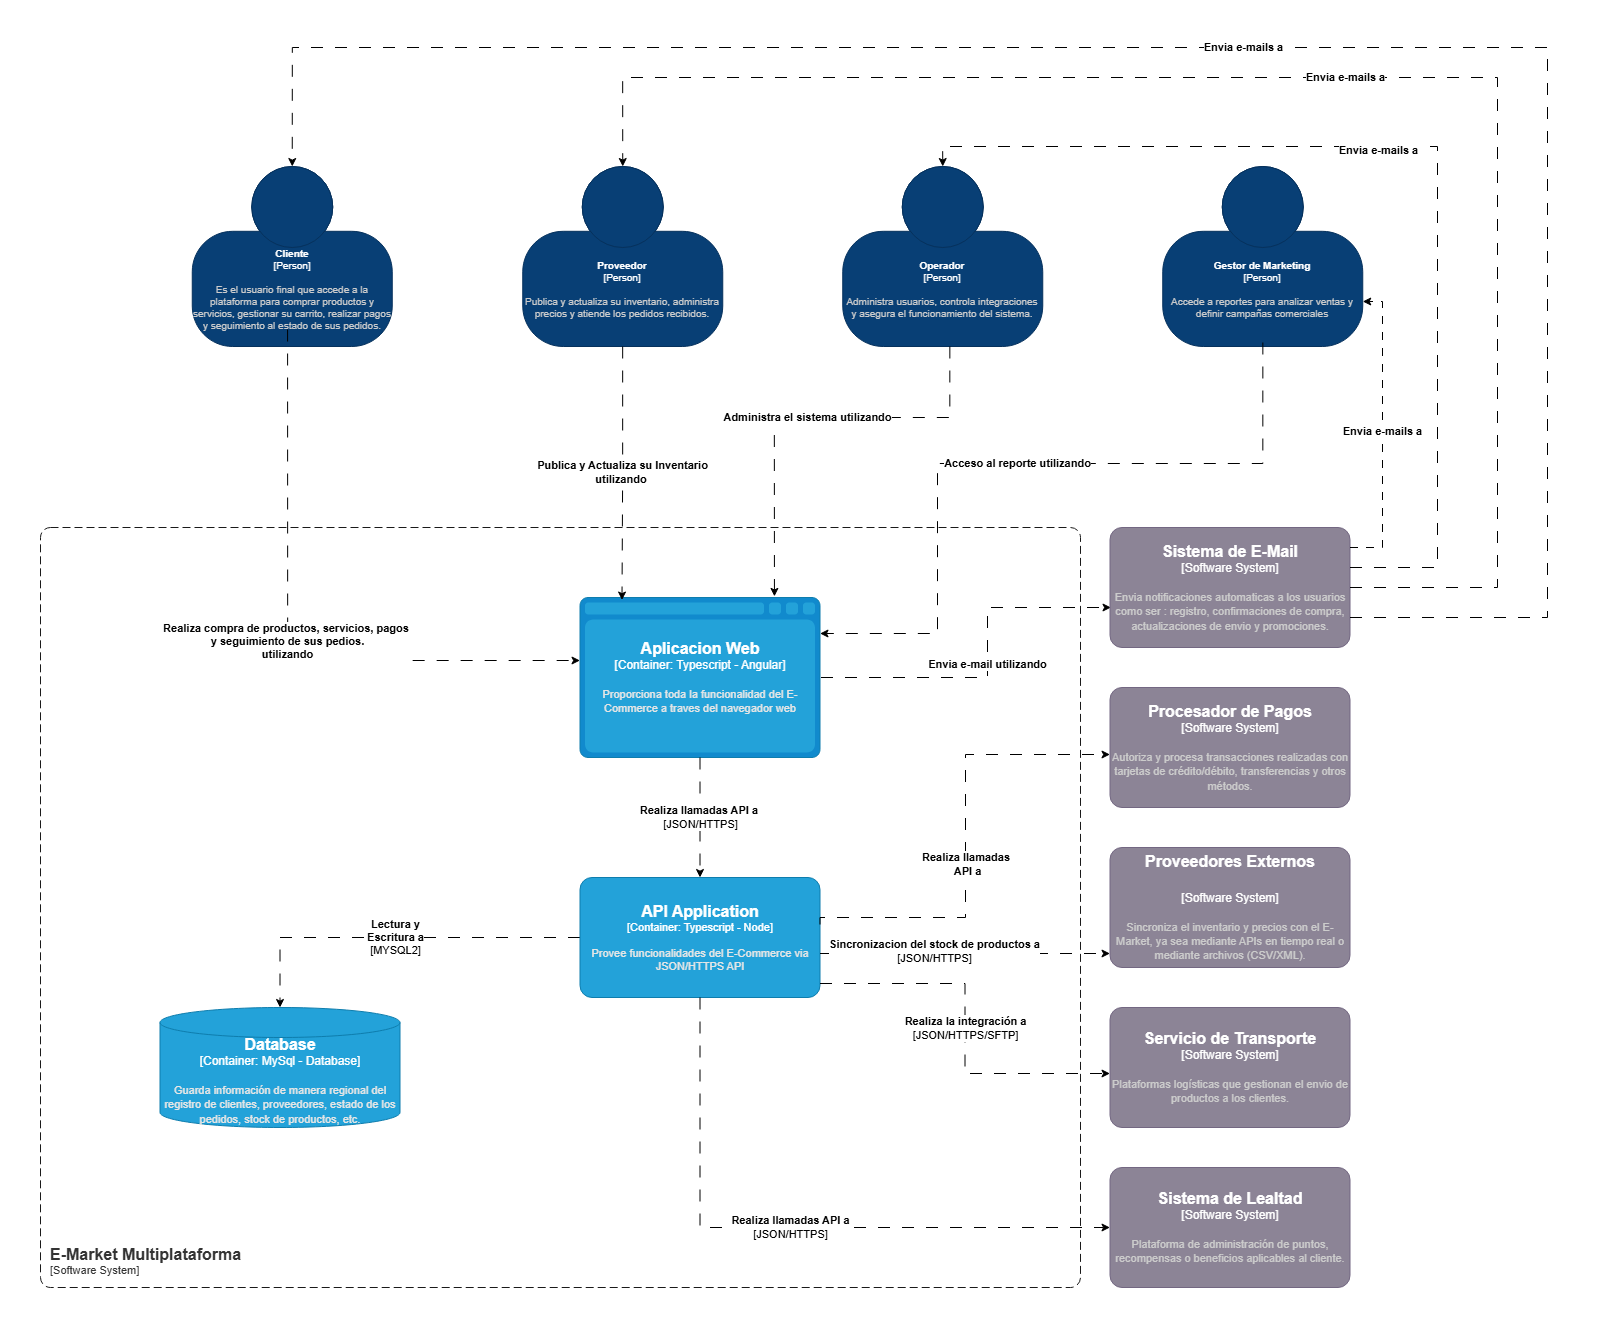 Envia e-mails a
Envia e-mails a
Envia e-mails a
Cliente
[Person]
Es el usuario final que accede a la
plataforma para comprar productos y
servicios, gestionar su carrito, realizar pagos
y seguimiento al estado de sus pedidos.
Proveedor
[Person]
Publica y actualiza su inventario, administra
precios y atiende los pedidos recibidos.
Operador
[Person]
Administra usuarios, controla integraciones
y asegura el funcionamiento del sistema.
Gestor de Marketing
[Person]
Accede a reportes para analizar ventas y
definir campañas comerciales
Administra el sistema utilizando
Envia e-mails a
Publica y Actualiza su Inventario
utilizando
Acceso al reporte utilizando
Realiza compra de productos, servicios, pagos
y seguimiento de sus pedios.
utilizando
Aplicacion Web
[Container: Typescript - Angular]
Proporciona toda la funcionalidad del E-
Commerce a traves del navegador web
Envia e-mail utilizando
Sistema de E-Mail
[Software System]
Envia notificaciones automaticas a los usuarios
como ser : registro, confirmaciones de compra,
actualizaciones de envio y promociones.
Procesador de Pagos
[Software System]
Autoriza y procesa transacciones realizadas con
tarjetas de crédito/débito, transferencias y otros
métodos.
Realiza llamadas API a
[JSON/HTTPS]
Realiza llamadas
API a
Proveedores Externos
[Software System]
Sincroniza el inventario y precios con el E-
Market, ya sea mediante APIs en tiempo real o
mediante archivos (CSV/XML).
API Application
[Container: Typescript - Node]
Provee funcionalidades del E-Commerce via
JSON/HTTPS API
Lectura y
Escritura a
[MYSQL2]
Sincronizacion del stock de productos a
[JSON/HTTPS]
Realiza la integración a
[JSON/HTTPS/SFTP]
Database
[Container: MySql - Database]
Guarda información de manera regional del
registro de clientes, proveedores, estado de los
pedidos, stock de productos, etc.
Servicio de Transporte
[Software System]
Plataformas logísticas que gestionan el envio de
productos a los clientes.
Realiza llamadas API a
[JSON/HTTPS]
Sistema de Lealtad
[Software System]
Plataforma de administración de puntos,
recompensas o beneficios aplicables al cliente.
E-Market Multiplataforma
[Software System]